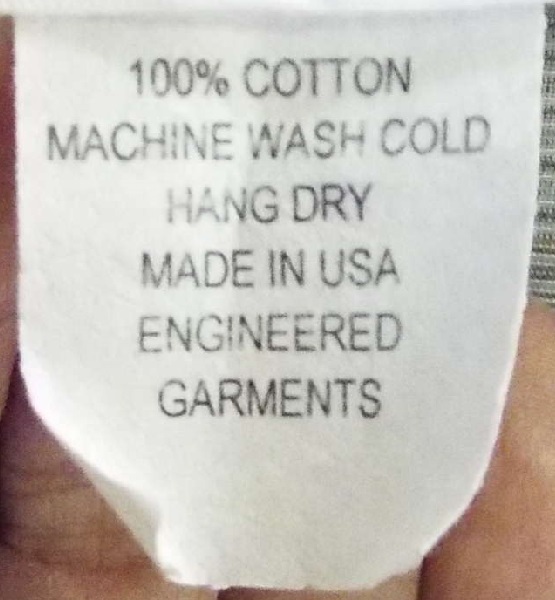 100% COTTON
MACHINE WASH COLD
HANG DRY
MADE IN USA
ENGINEERED
GARMENTS